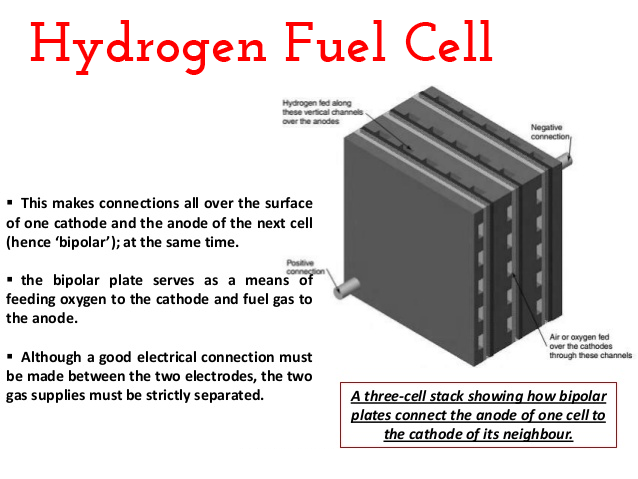 Hydrogen Fuel Cell
Hydrogen fed along
these vertical channels
over the anodes
Negative
connection
▪ This makes connections all over the surface
of one cathode and the anode of the next cell
(hence ‘bipolar’); at the same time.
▪ the bipolar plate serves as a means of
feeding oxygen to the cathode and fuel gas to
the anode.
▪ Although a good electrical connection must
be made between the two electrodes, the two
gas supplies must be strictly separated.
Positive
connection
Air or oxygen fed
over the cathodes
through these channels
A three-cell stack showing how bipolar
plates connect the anode of one cell to
the cathode of its neighbour.